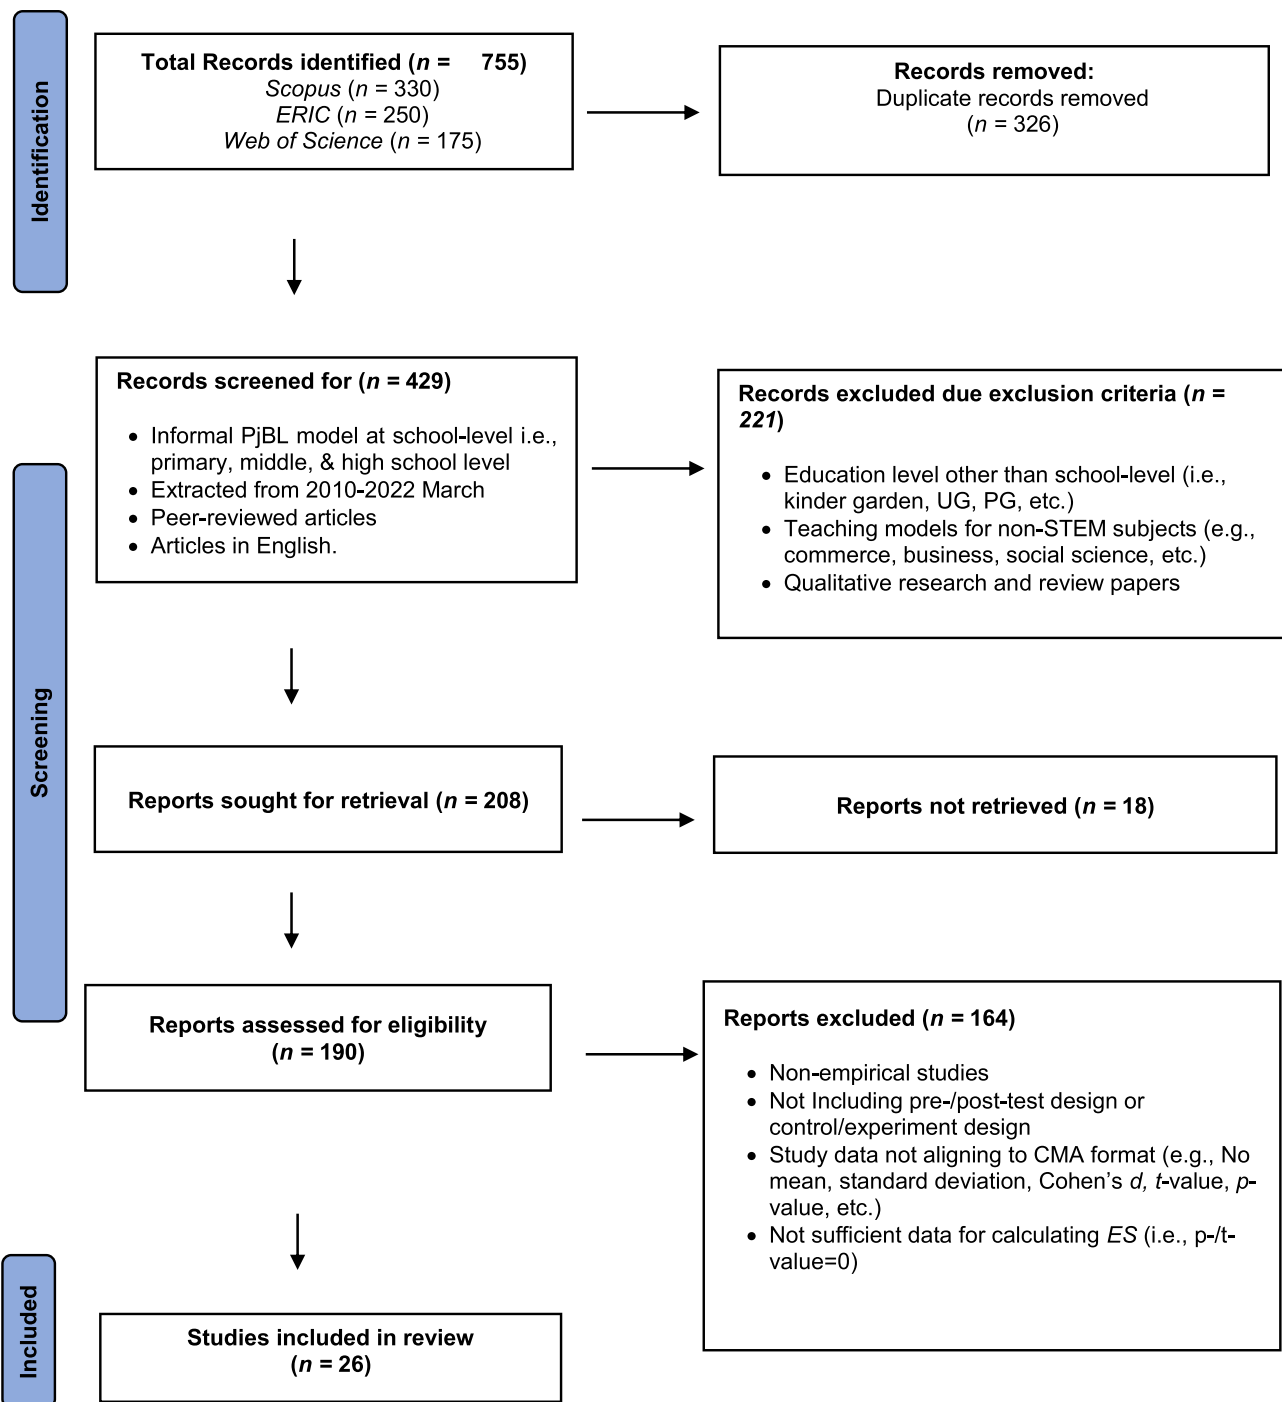 Identification
Total Records identified (n = 755)
Scopus (n = 330)
ERIC (n = 250)
Web of Science (n = 175)
Records removed:
Duplicate records removed
(n = 326)
Screening
Records screened for (n = 429)
• Informal PjBL model at school-level i.e.,
primary, middle, & high school level
• Extracted from 2010-2022 March
• Peer-reviewed articles
• Articles in English.
Records excluded due exclusion criteria (n =
221)
• Education level other than school-level (i.e.,
kinder garden, UG, PG, etc.)
• Teaching models for non-STEM subjects (e.g.,
commerce, business, social science, etc.)
• Qualitative research and review papers
Reports sought for retrieval (n = 208)
Reports not retrieved (n = 18)
Reports assessed for eligibility
(n = 190)
Reports excluded (n = 164)
• Non-empirical studies
• Not Including pre-/post-test design or
control/experiment design
• Study data not aligning to CMA format (e.g., No
mean, standard deviation, Cohen’s d, t-value, p-
value, etc.)
• Not sufficient data for calculating ES (i.e., p-/t-
value=0)
Included
Studies included in review
(n = 26)